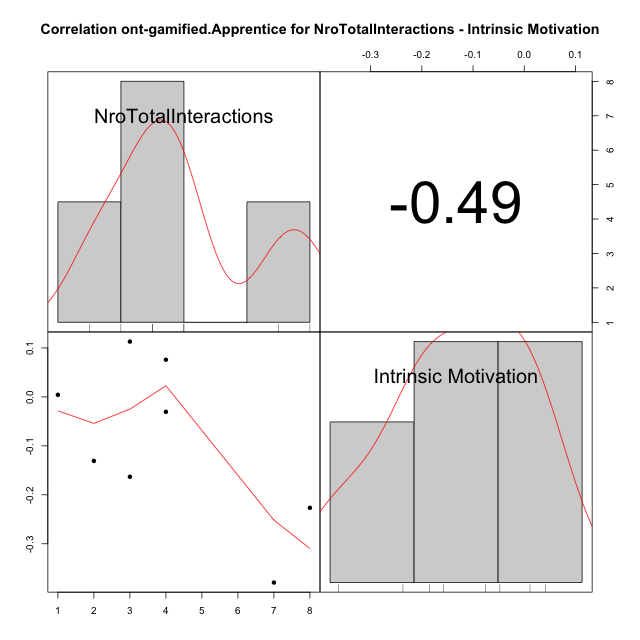 Correlation ont-gamified.Apprentice for NroTotalInteractions - Intrinsic Motivation
-0.3 -0.2 -0.1 0.0 0.1
NroTotalInteractions
-0.49
8
7
6
5
4
3
2
1
Intrinsic Motivation
0.1
0.0
-0.1
-0.2
-0.3
1 2 3 4 5 6 7 8